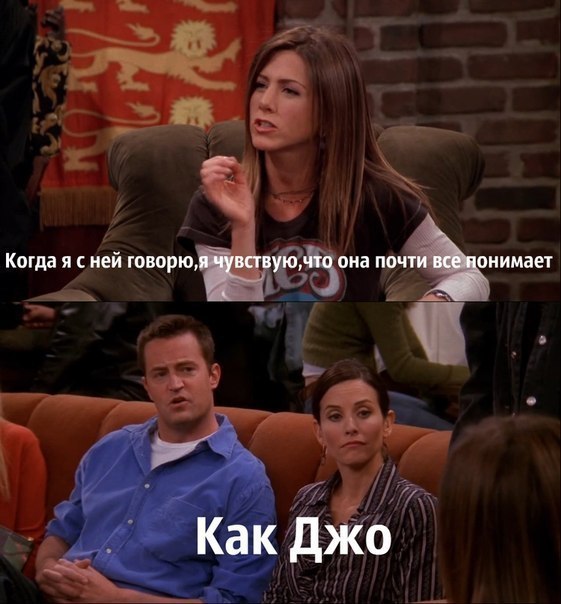 Когда я с ней говорю,я чувствую,что она почти все понимает
Как Джо